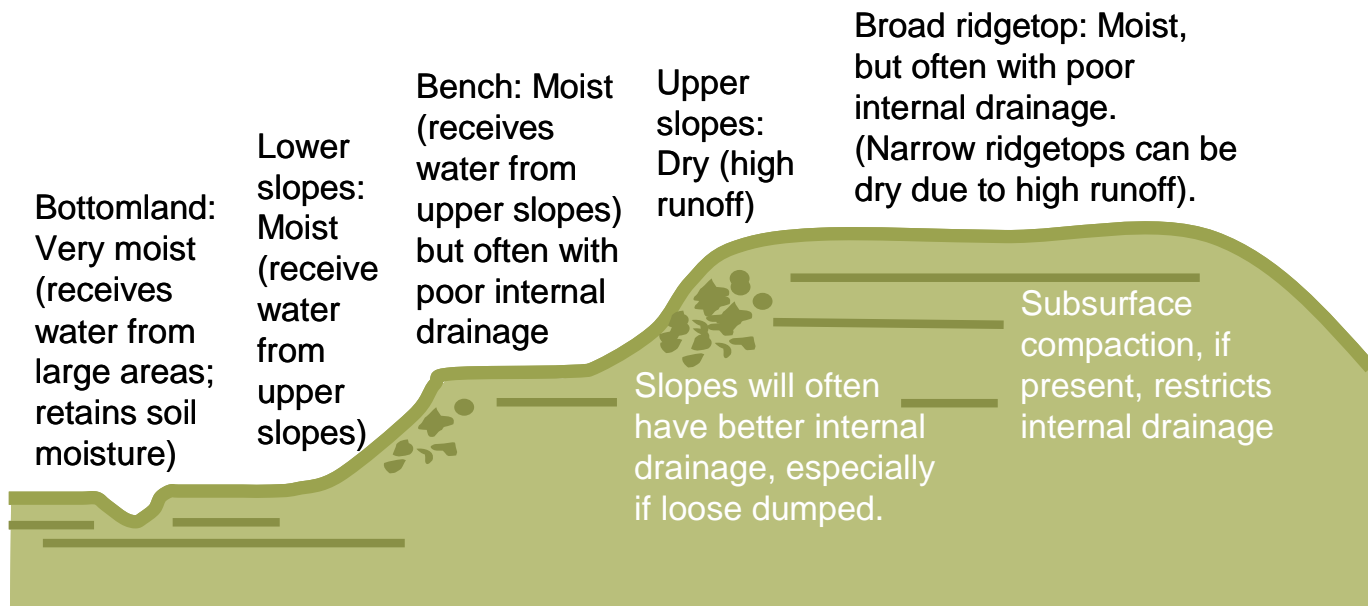 Bottomland:
Very moist
(receives
water from
large areas;
retains soil
moisture)
Lower
slopes:
Moist
(receive
water
from
upper
slopes)
Bench: Moist
(receives
water from
upper slopes)
but often with
poor internal
drainage
Upper
slopes:
Dry (high
runoff)
Broad ridgetop: Moist,
but often with poor
internal drainage.
(Narrow ridgetops can be
dry due to high runoff).
Slopes will often
have better internal
drainage, especially
if loose dumped.
Subsurface
compaction, if
present, restricts
internal drainage